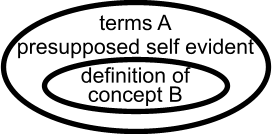 terms A
presupposed self evident
definition of
concept B